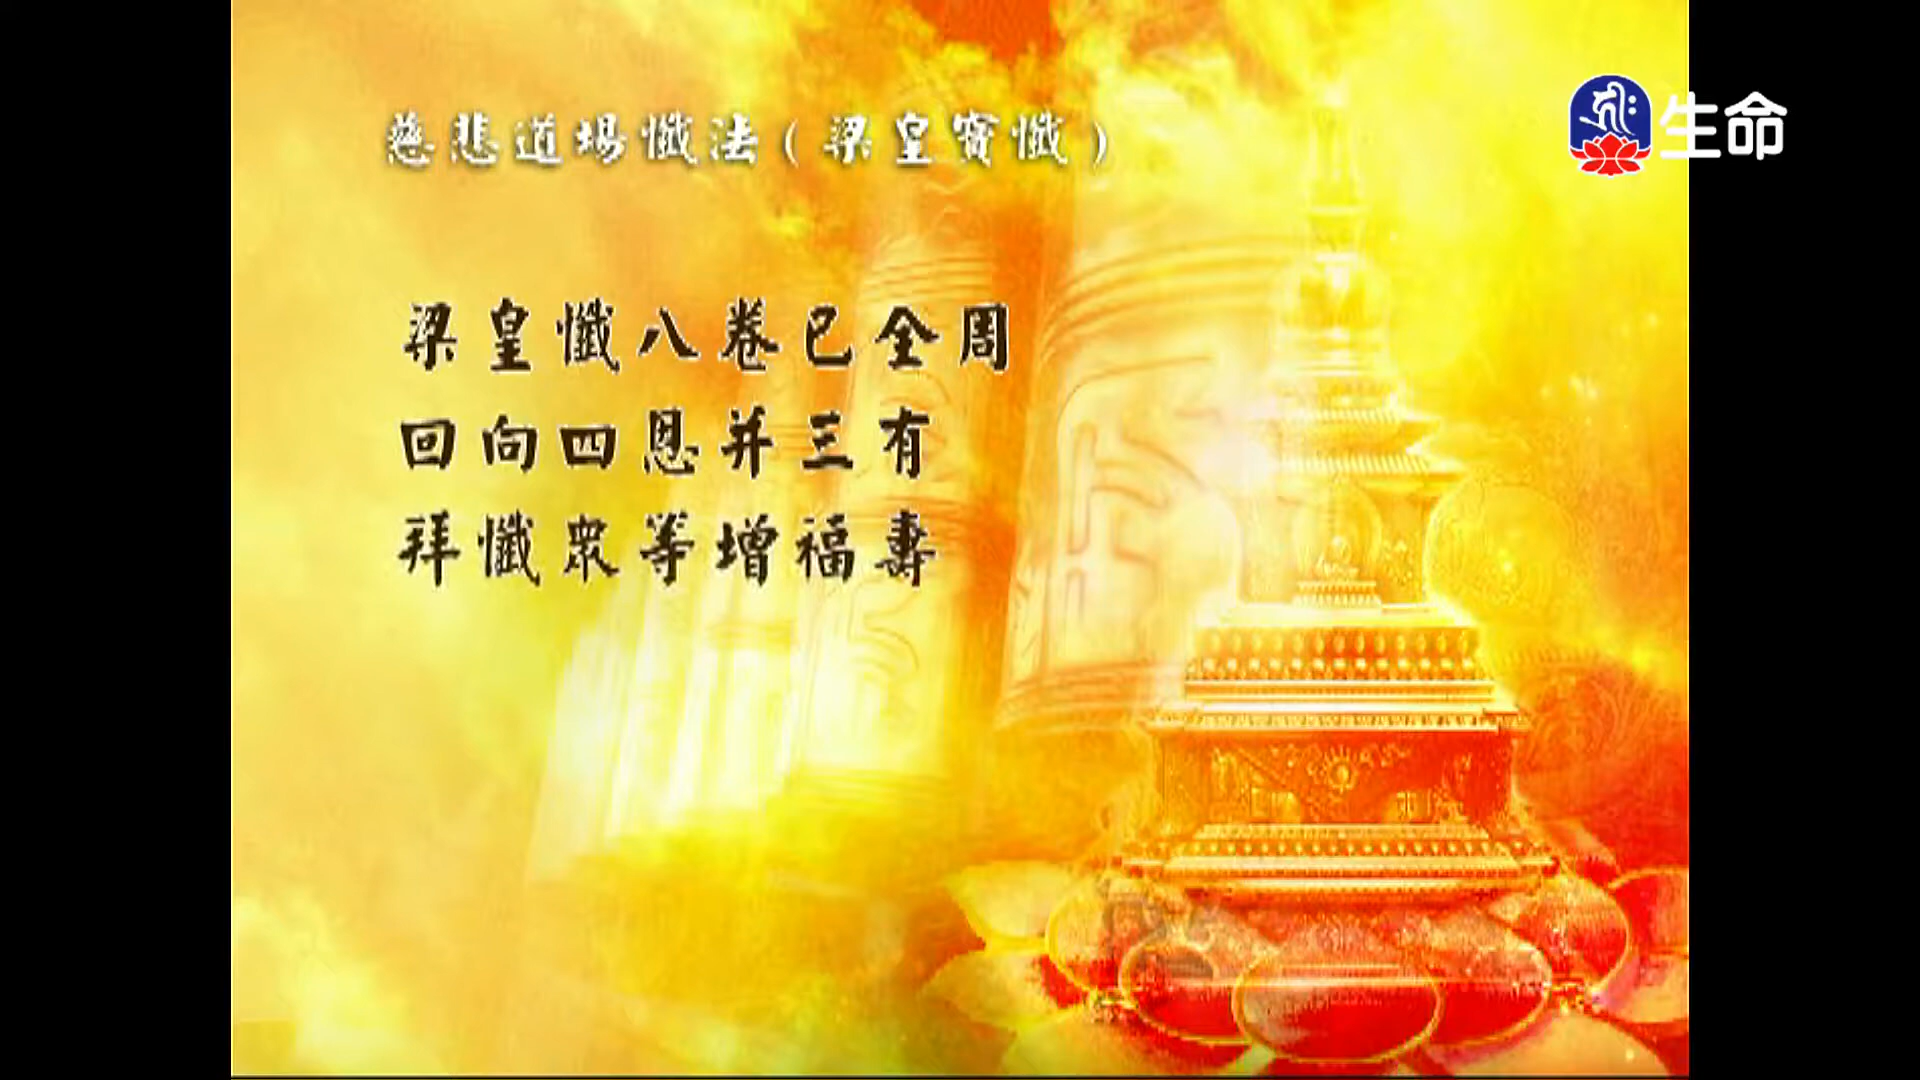 慈悲道場懺法(梁皇寶懺)
生命
梁皇懺八卷已全周
回向四恩并三有
拜懺眾等增福壽